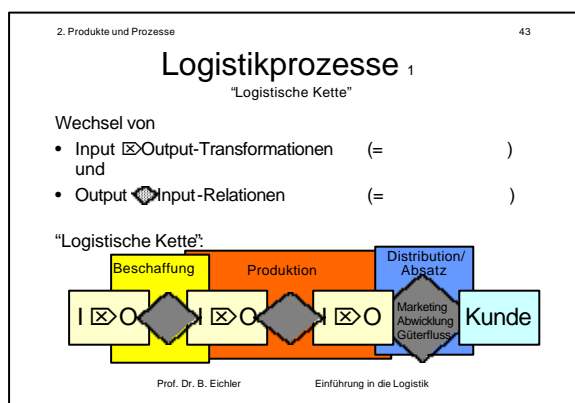 2. Produkte und Prozesse 43
Logistikprozesse 1
"Logistische Kette"
Wechsel von
• Input ⌦Output-Transformationen (= )
und
• Output Input-Relationen (= )
"Logistische Kette":
Beschaffung Produktion Distribution/
Absatz
I ⌦ O I ⌦ O I ⌦ O Kunde
Marketing
Abwicklung
Güterfluss
Prof. Dr. B. Eichler Einführung in die Logistik